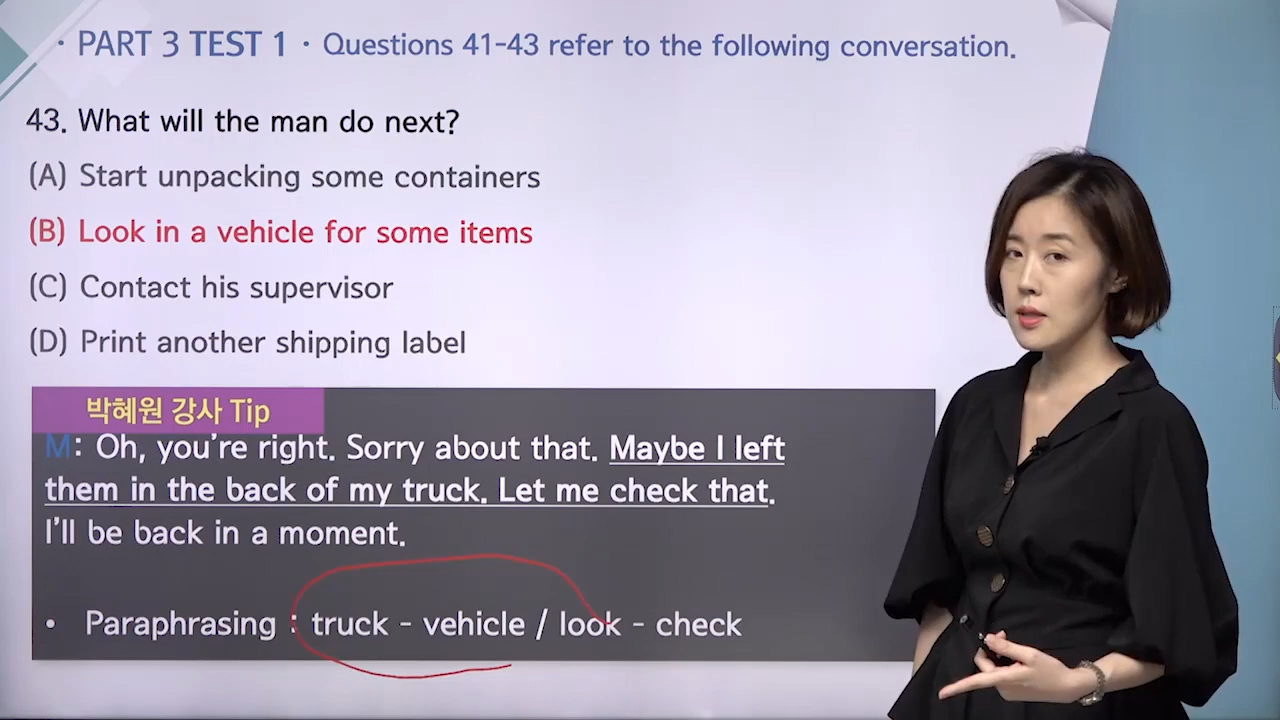 · PART 3 TEST 1 · Questions 41-43 refer to the following conversation.
43. What will the man do next?
(A) Start unpacking some containers
(B) Look in a vehicle for some items
(C) Contact his supervisor
(D) Print another shipping label
박혜원 강사 Tip
M: Oh, you're right. Sorry about that. Maybe I left
them in the back of my truck. Let me check that.
I'll be back in a moment.
• Paraphrasing : truck - vehicle / look - check